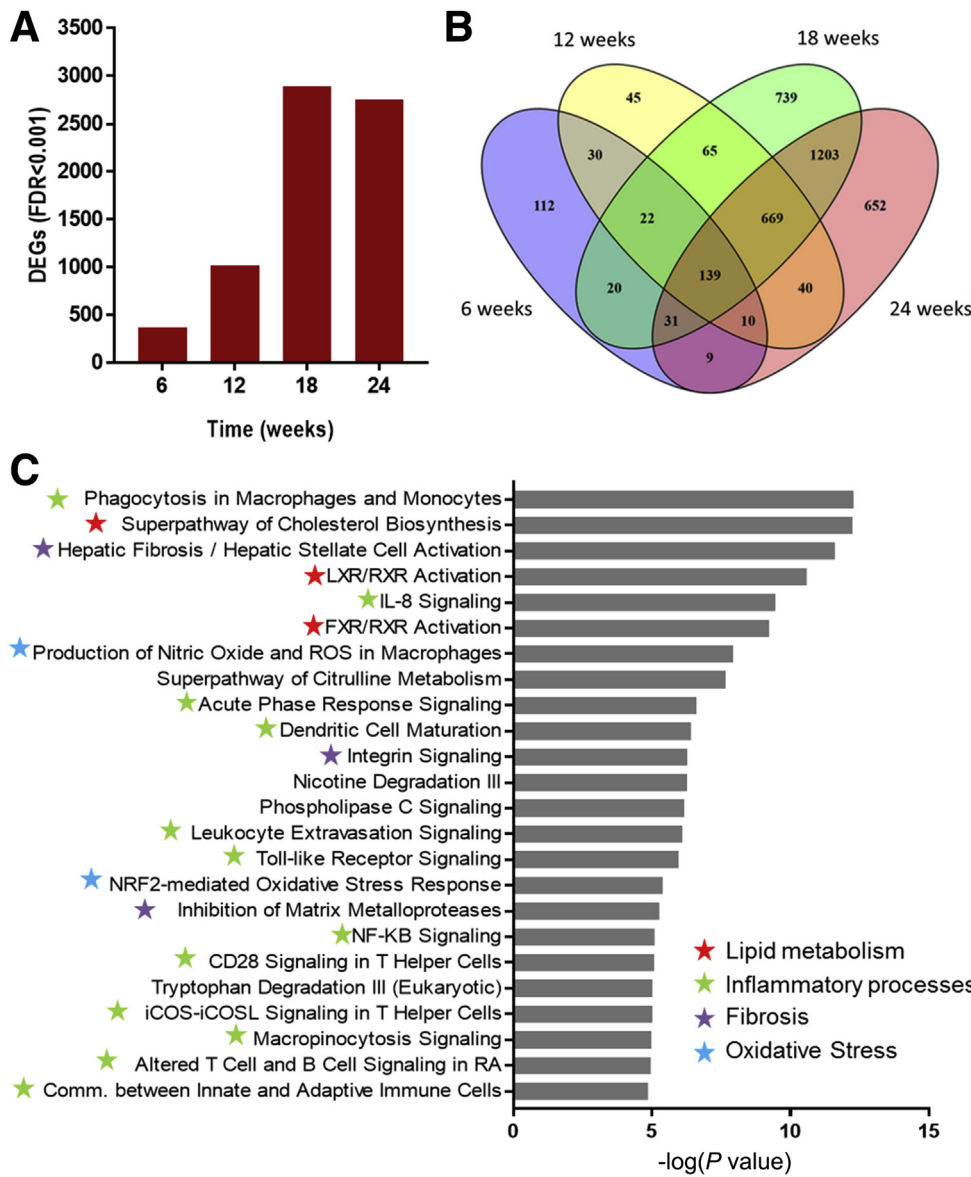 A
DEGs (FDR<0.001)
3500
3000
2500
2000
1500
1000
500
0
6 12 18 24
Time (weeks)
B
12 weeks 18 weeks
6 weeks 24 weeks
45 739
30 65 1203
112 22 669 652
139
20 40
31 10
9
C
Phagocytosis in Macrophages and Monocytes
Superpathway of Cholesterol Biosynthesis
Hepatic Fibrosis / Hepatic Stellate Cell Activation
LXR/RXR Activation
IL-8 Signaling
FXR/RXR Activation
Production of Nitric Oxide and ROS in Macrophages
Superpathway of Citrulline Metabolism
Acute Phase Response Signaling
Dendritic Cell Maturation
Integrin Signaling
Nicotine Degradation III
Phospholipase C Signaling
Leukocyte Extravasation Signaling
Toll-like Receptor Signaling
NRF2-mediated Oxidative Stress Response
Inhibition of Matrix Metalloproteases
NF-KB Signaling
CD28 Signaling in T Helper Cells
Tryptophan Degradation III (Eukaryotic)
iCOS-iCOSL Signaling in T Helper Cells
Macropinocytosis Signaling
Altered T Cell and B Cell Signaling in RA
Comm. between Innate and Adaptive Immune Cells
0 5 10 15
-log(P value)
Lipid metabolism
Inflammatory processes
Fibrosis
Oxidative Stress